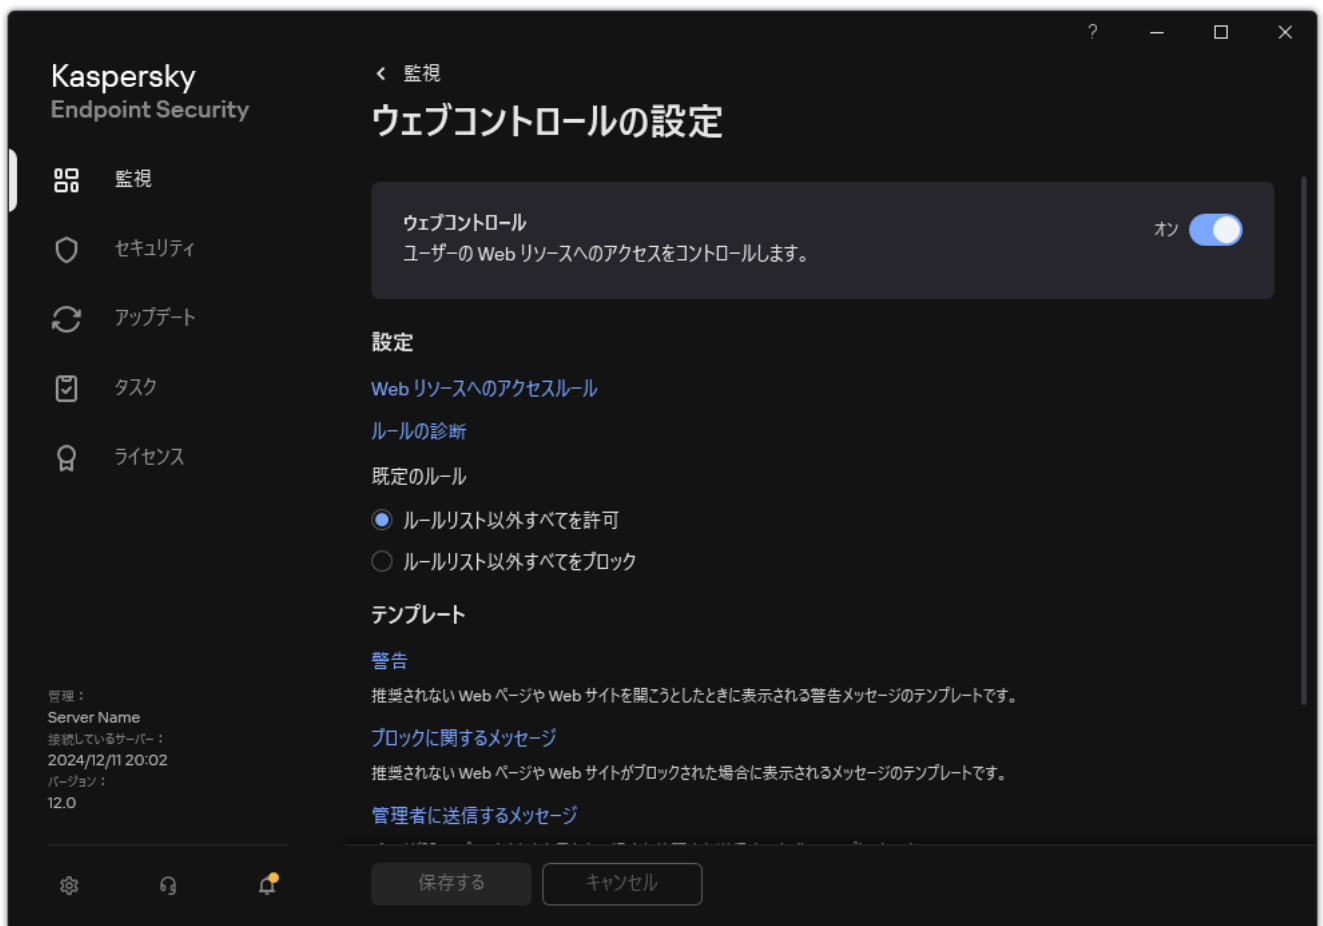 ?
Kaspersky
Endpoint Security
監視
セキュリティ
アップデート
タスク
ライセンス
管理：
Server Name
接続しているサーバー：
2024/12/11 20:02
バージョン：
12.0
監視
ウェブコントロールの設定
ウェブコントロール
ユーザーの Web リソースへのアクセスをコントロールします。
オン
設定
Web リソースへのアクセスルール
ルールの診断
既定のルール
ルールリスト以外すべてを許可
ルールリスト以外すべてをブロック
テンプレート
警告
推奨されない Web ページや Web サイトを開こうとしたときに表示される警告メッセージのテンプレートです。
ブロックに関するメッセージ
推奨されない Web ページや Web サイトがブロックされた場合に表示されるメッセージのテンプレートです。
管理者に送信するメッセージ
保存する
キャンセル